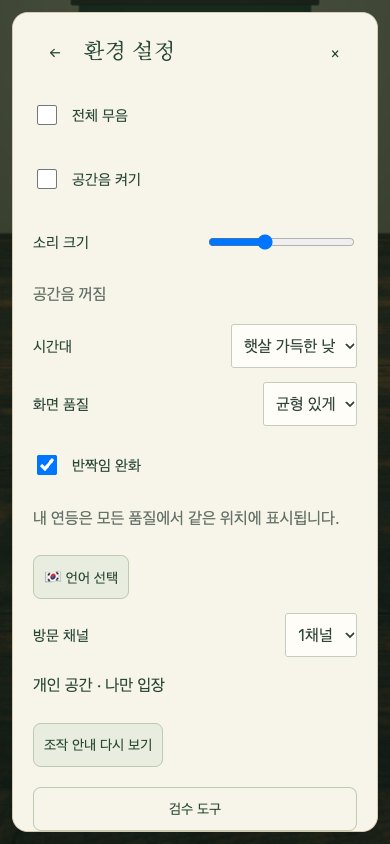 ← 환경 설정 ×
전체 무음
공간음 켜기
소리 크기
공간음 꺼짐
시간대 햇살 가득한 낮
화면 품질 균형 있게
반짝임 완화
내 연등은 모든 품질에서 같은 위치에 표시됩니다.
🇰🇷 언어 선택
방문 채널 1채널
개인 공간 · 나만 입장
조작 안내 다시 보기
검수 도구